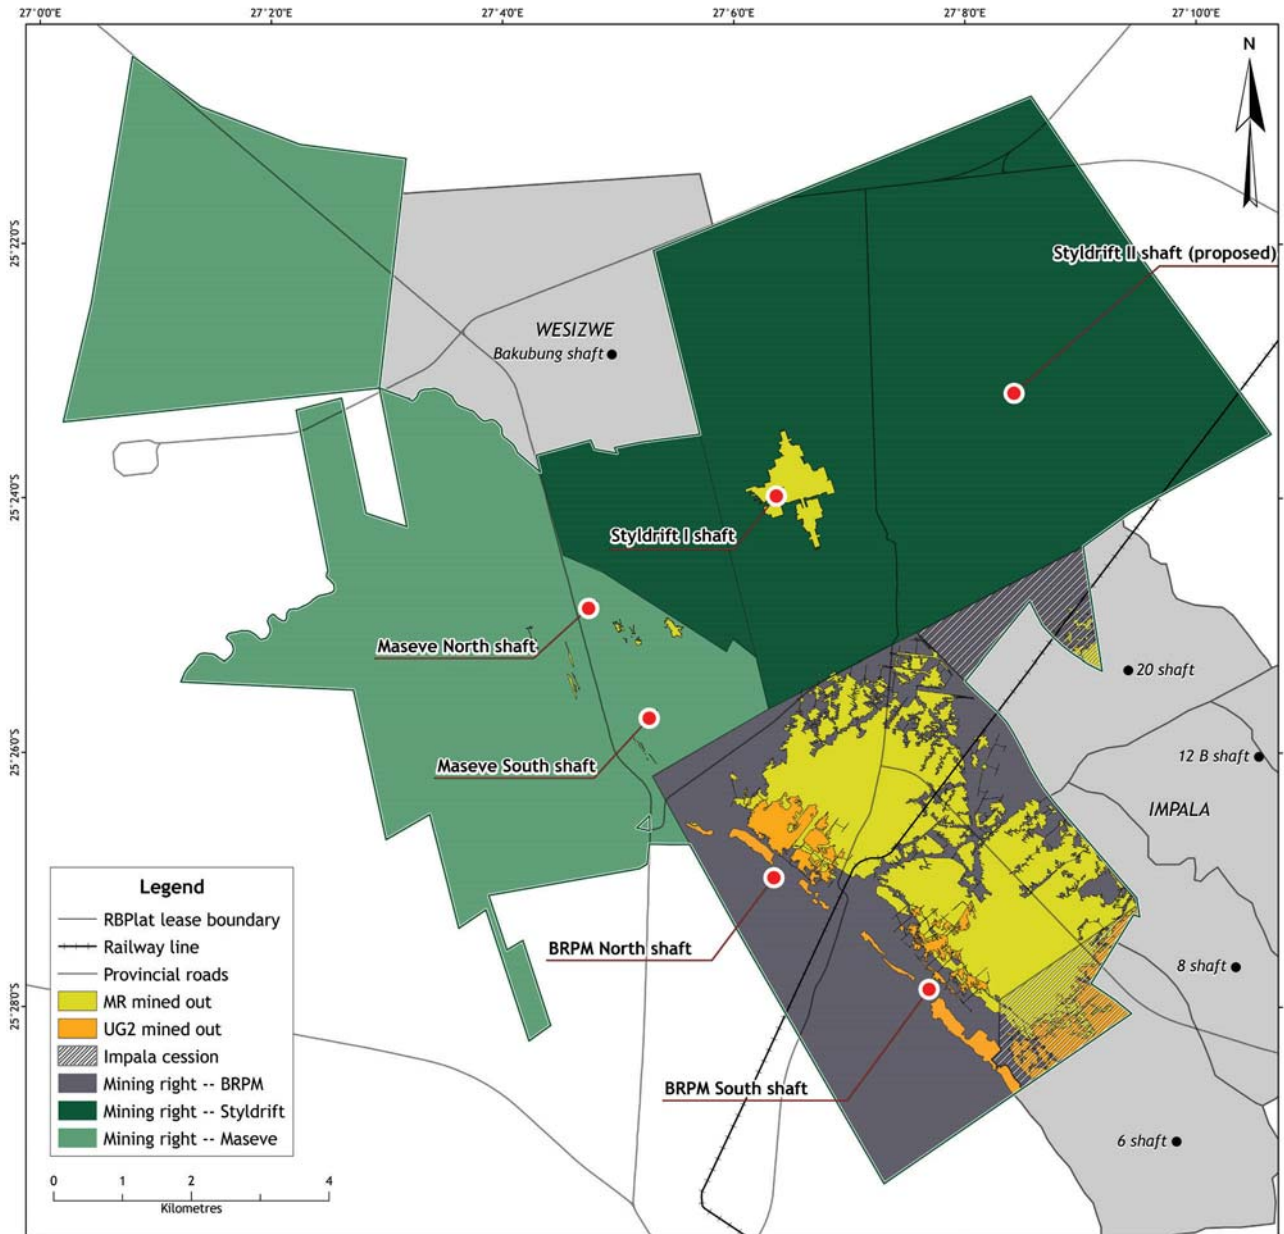 27°0'0"E 27°2'0"E 27°4'0"E 27°6'0"E 27°8'0"E 27°10'0"E
N
25°22'0"S
Styldrift II shaft (proposed)
WESIZWE
Bakubung shaft
25°24'0"S
Styldrift I shaft
Maseve North shaft
20 shaft
25°26'0"S
Maseve South shaft
12 B shaft
IMPALA
BRPM North shaft
8 shaft
25°28'0"S
BRPM South shaft
6 shaft
Legend
RBPlat lease boundary
Railway line
Provincial roads
MR mined out
UG2 mined out
Impala cession
Mining right -- BRPM
Mining right -- Styldrift
Mining right -- Maseve
0 1 2 4
Kilometres